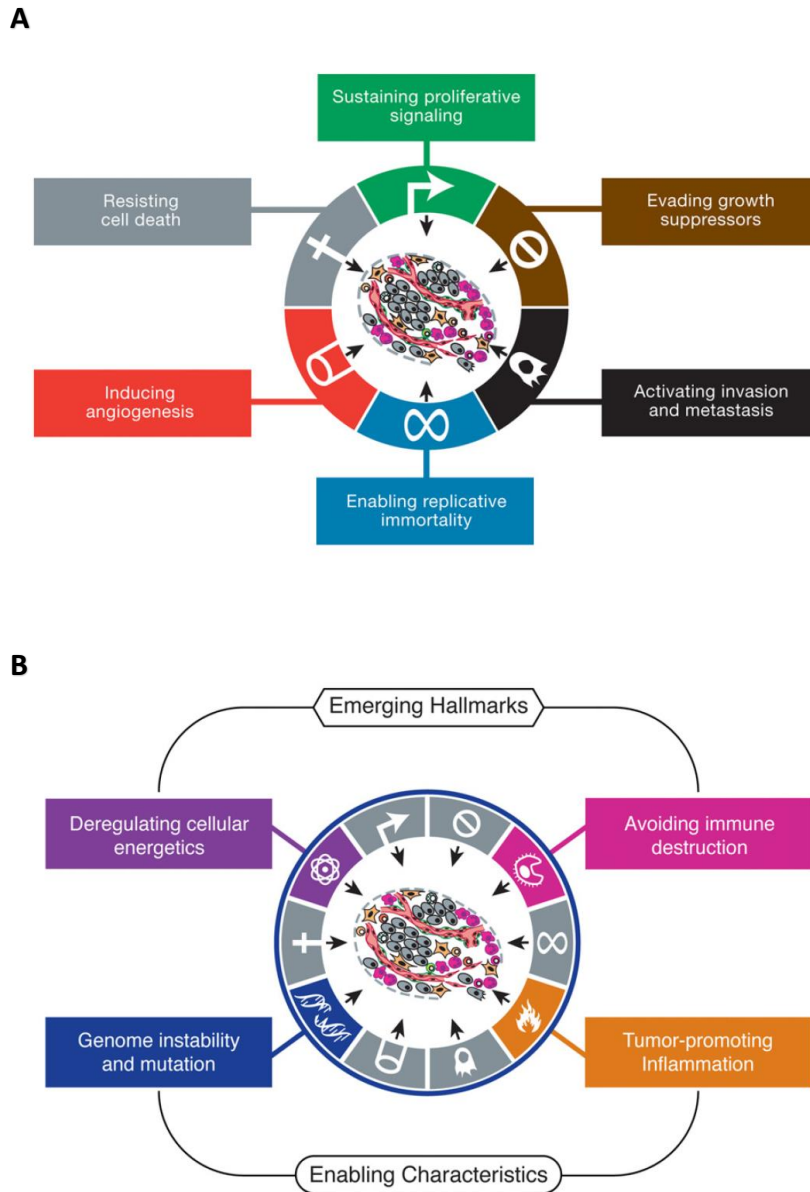 A
Sustaining proliferative
signaling
Resisting
cell death
Evading growth
suppressors
Inducing
angiogenesis
Activating invasion
and metastasis
Enabling replicative
immortality
B
Emerging Hallmarks
Deregulating cellular
energetics
Avoiding immune
destruction
Genome instability
and mutation
Tumor-promoting
Inflammation
Enabling Characteristics